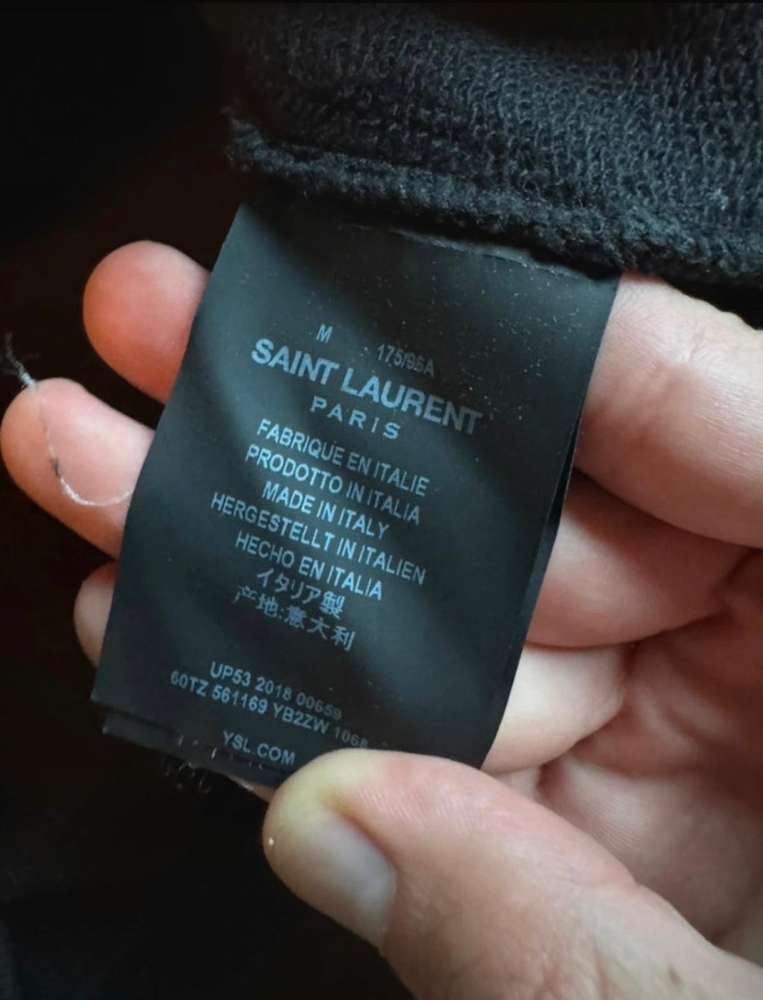 M 175/96A
SAINT LAURENT
PARIS
FABRIQUE EN ITALIE
PRODOTTO IN ITALIA
MADE IN ITALY
HERGESTELLT IN ITALIEN
HECHO EN ITALIA
イタリア製
产地:意大利
UP53 2018 00659
60TZ 561169 YB2ZW 1068
YSL.COM